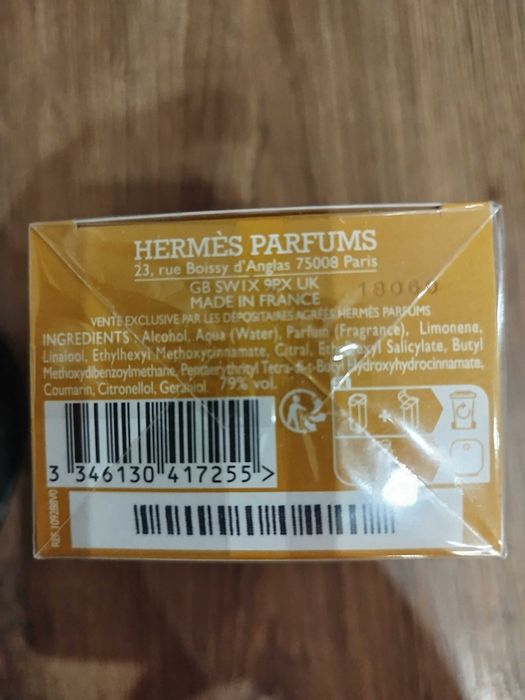 HERMÈS PARFUMS
23, rue Boissy d'Anglas 75008 Paris
GB SW1X 9PX UK
MADE IN FRANCE
VENTE EXCLUSIVE PAR LES DÉPOSITAIRES AGRÉÉS HERMÈS PARFUMS
INGREDIENTS : Alcohol, Aqua (Water), Parfum (Fragrance), Limonene,
Linalool, Ethylhexyl Methoxycinnamate, Citral, Ethylhexyl Salicylate, Butyl
Methoxydibenzoylmethane, Pentaerythrityl Tetra-di-t-Butyl Hydroxyhydrocinnamate,
Coumarin, Citronellol, Geraniol. 79% vol.
3 346130 417255 >